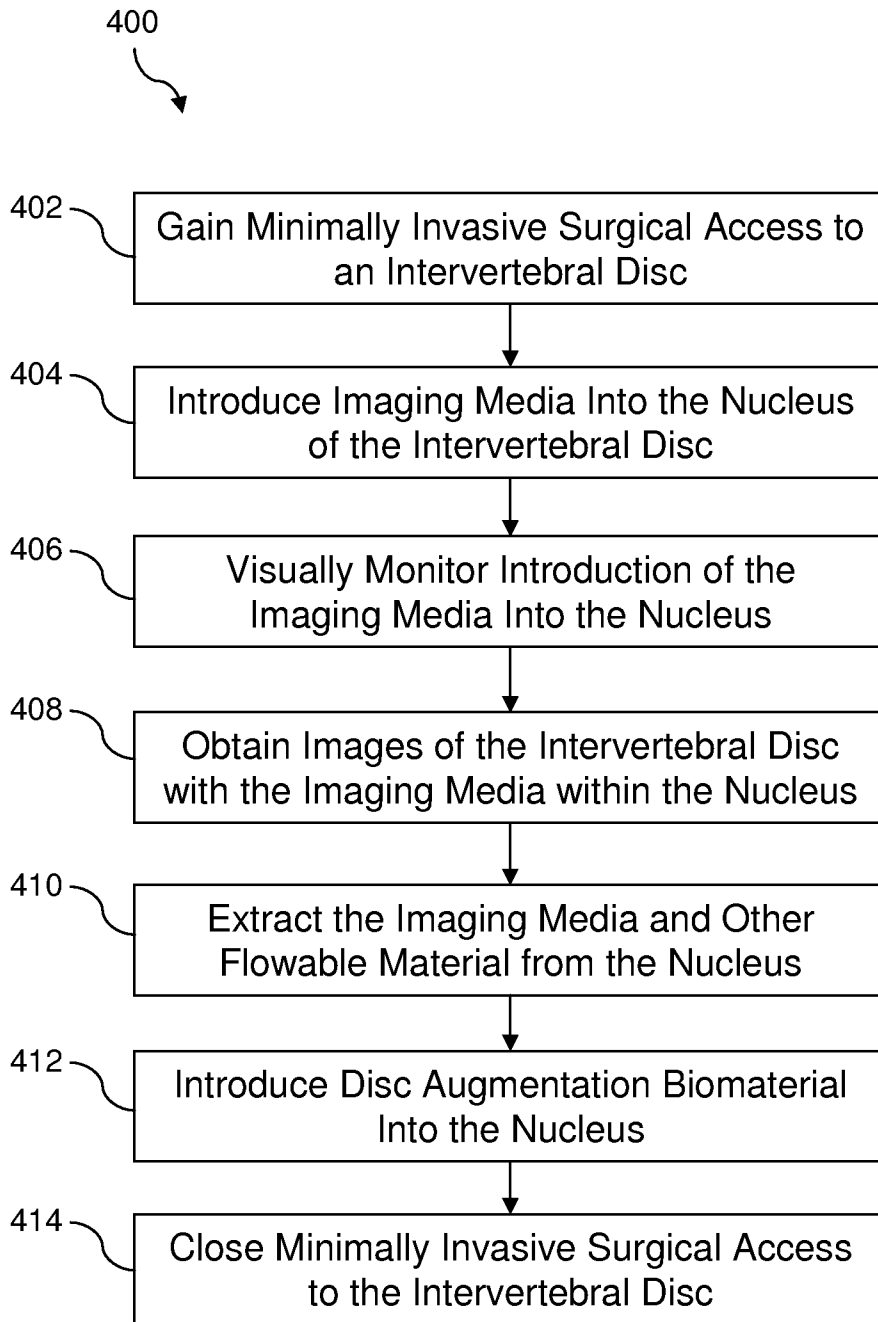 400
402
Gain Minimally Invasive Surgical Access to
an Intervertebral Disc
404
Introduce Imaging Media Into the Nucleus
of the Intervertebral Disc
406
Visually Monitor Introduction of the
Imaging Media Into the Nucleus
408
Obtain Images of the Intervertebral Disc
with the Imaging Media within the Nucleus
410
Extract the Imaging Media and Other
Flowable Material from the Nucleus
412
Introduce Disc Augmentation Biomaterial
Into the Nucleus
414
Close Minimally Invasive Surgical Access
to the Intervertebral Disc